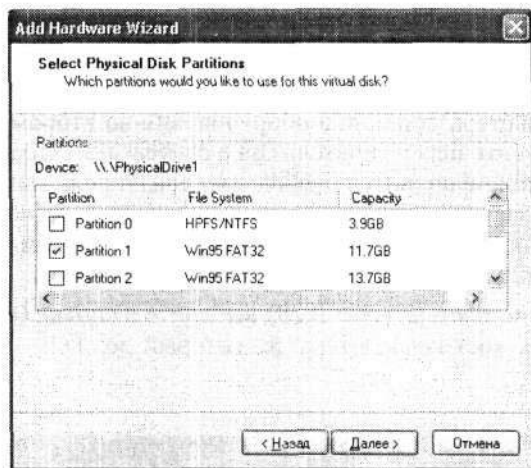 Add Hardware Wizard
Select Physical Disk Partitions
Which partitions would you like to use for this virtual disk?
Partitions
Device: \\.\PhysicalDrive1
Partition File System Capacity
Partition 0 HPFS/NTFS 3.9GB
Partition 1 Win95 FAT32 11.7GB
Partition 2 Win95 FAT32 13.7GB
< Назад Далее > Отмена